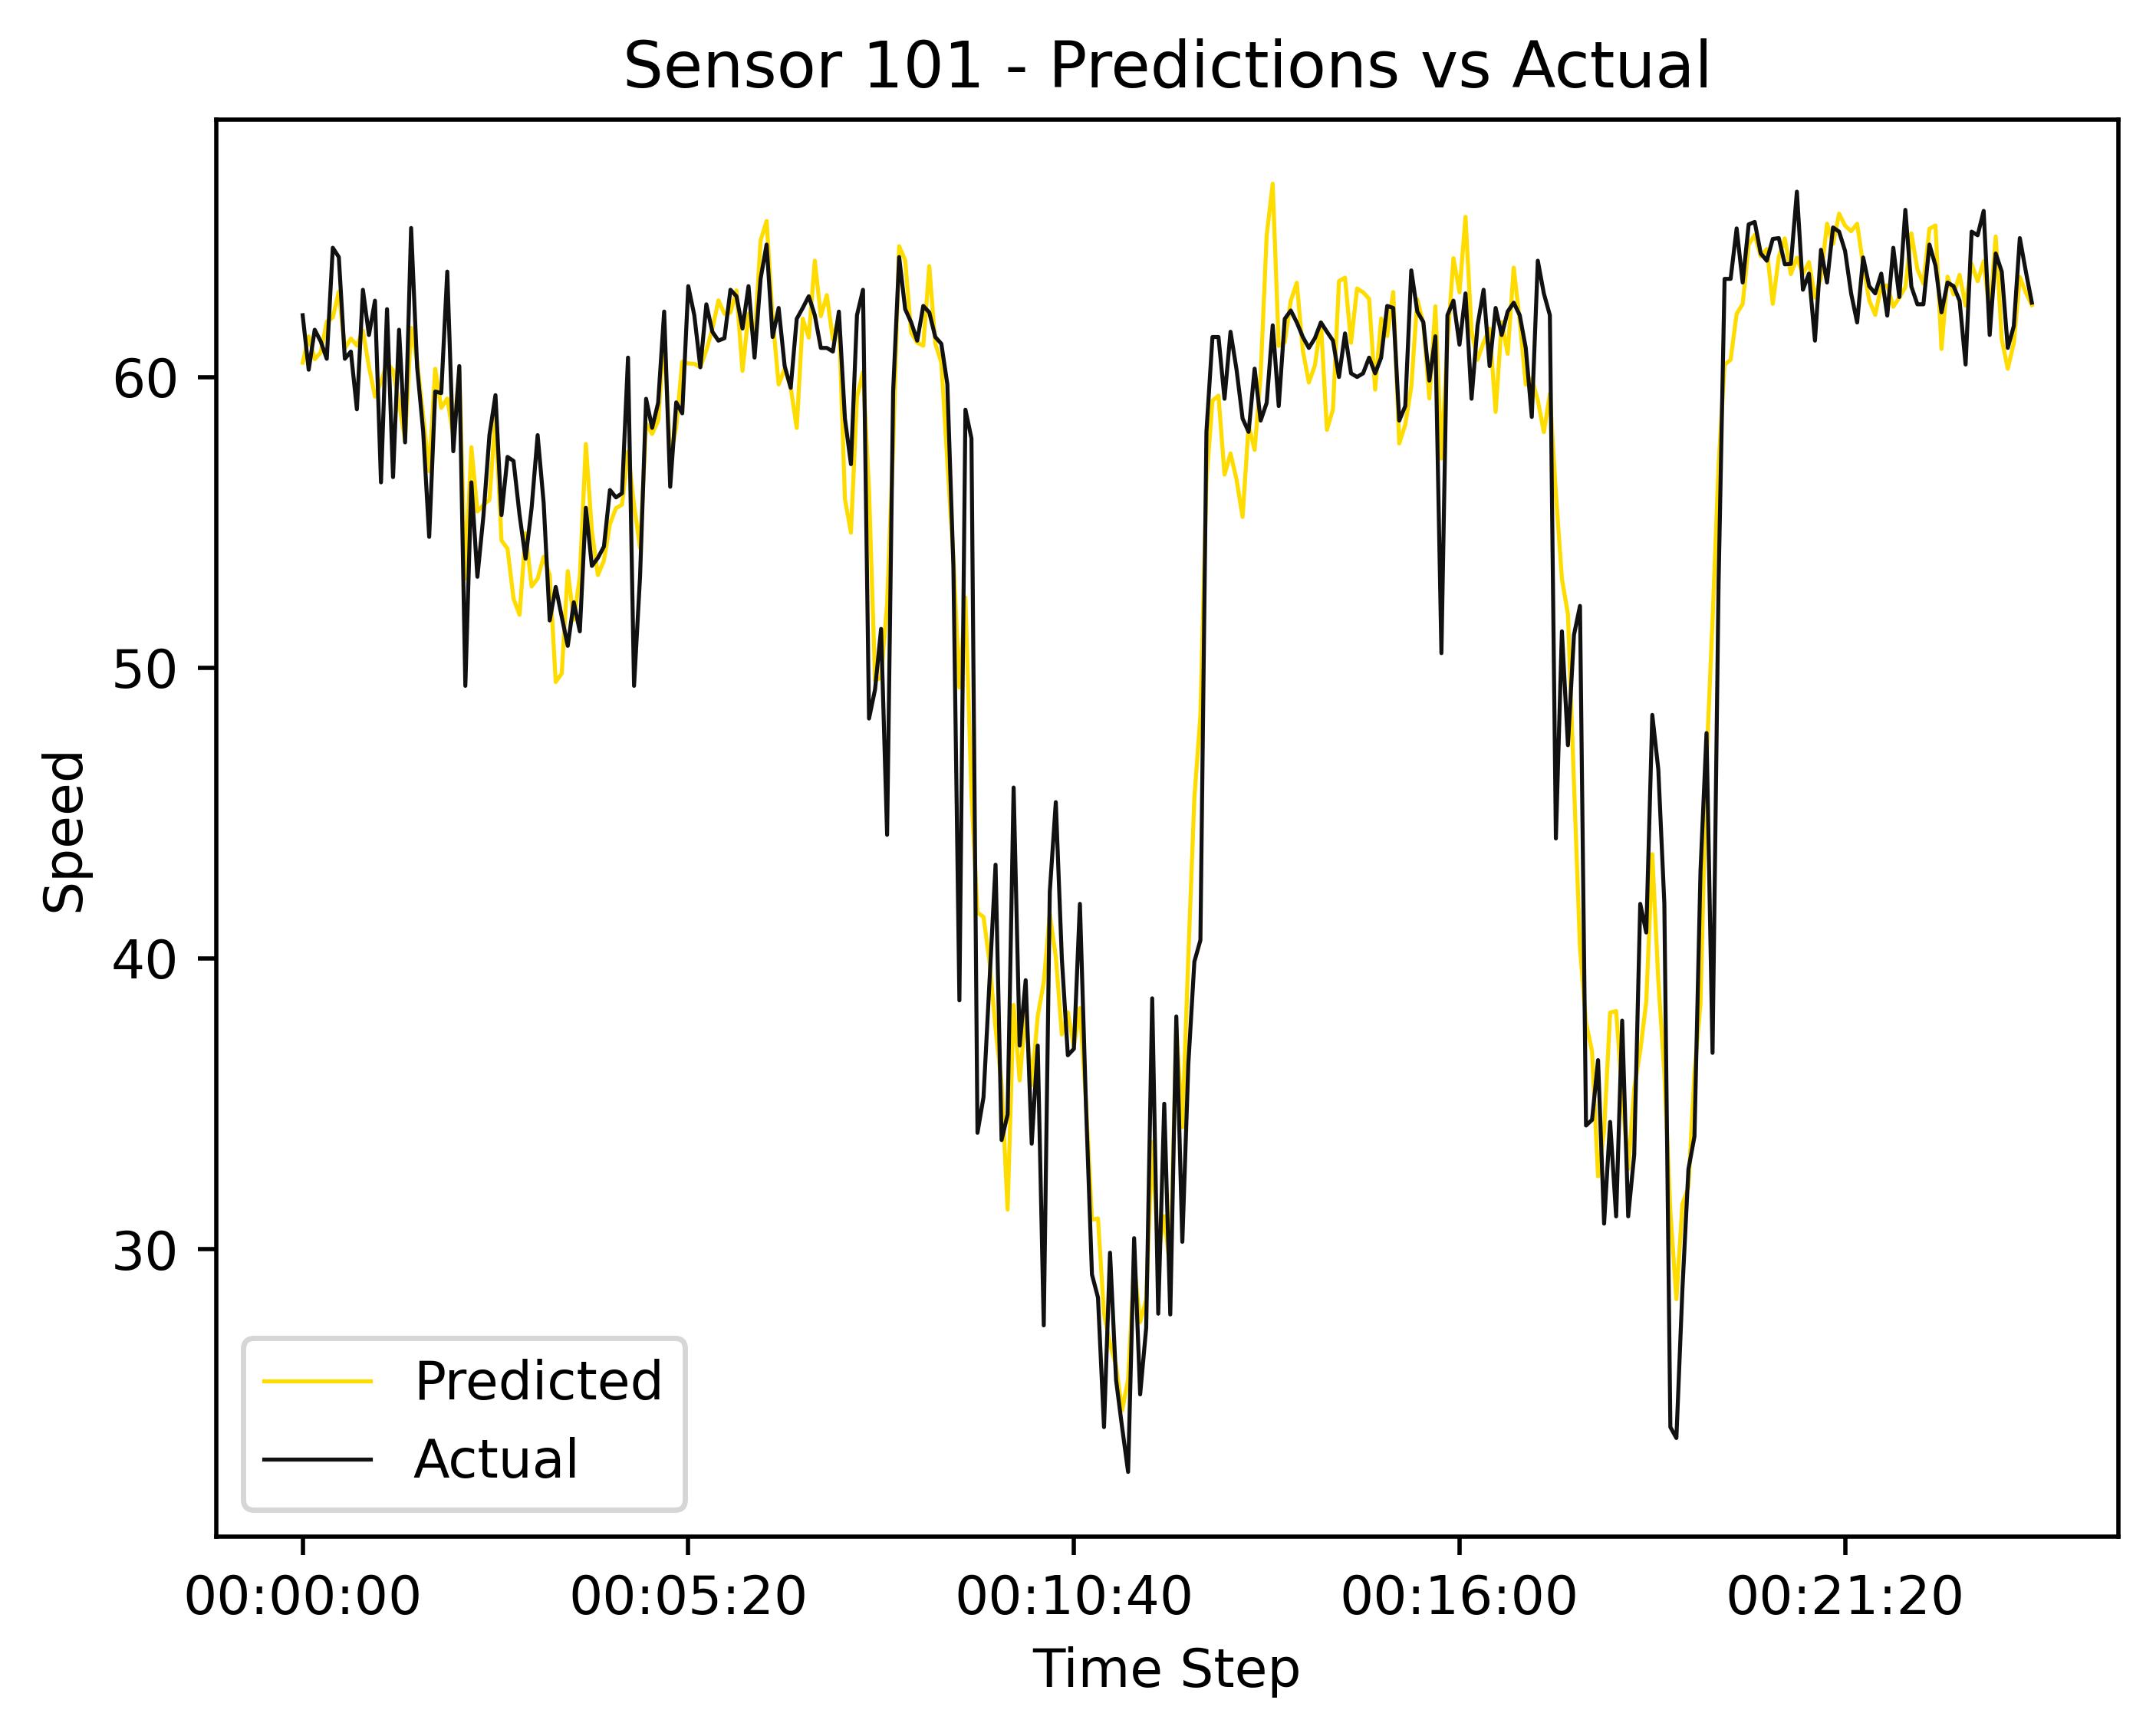 Sensor 101 - Predictions vs Actual
60
50
40
30
Speed
Predicted
Actual
00:00:00 00:05:20 00:10:40 00:16:00 00:21:20
Time Step